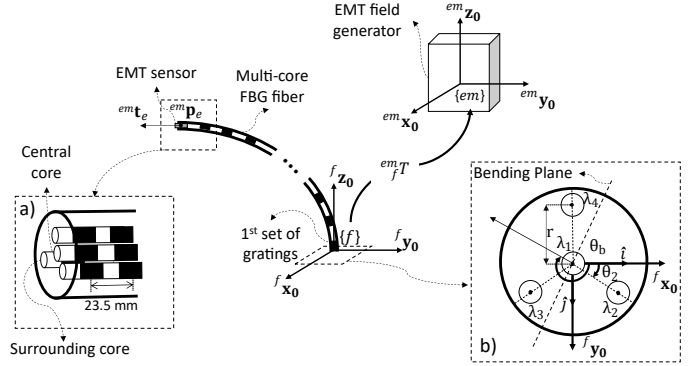 EMT field
generator
ᵉᵐz₀
{em}
ᵉᵐy₀
ᵉᵐx₀
EMT sensor
Multi-core
FBG fiber
ᵉᵐtₑ
ᵉᵐpₑ
Central
core
a)
23.5 mm
Surrounding core
ᶠz₀
ᵉᵐ_f T
1st set of
gratings
{f}
ᶠy₀
ᶠx₀
Bending Plane
λ₄
r
λ₁
θ_b
î
θ₂
ᶠx₀
λ₃
ĵ
λ₂
b)
ᶠy₀